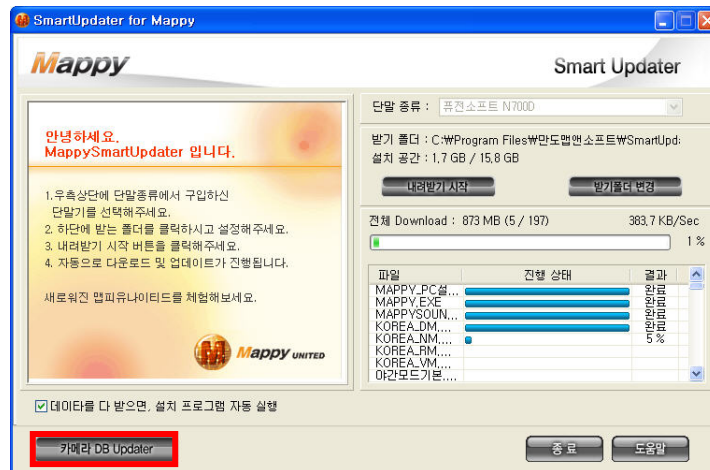 SmartUpdater for Mappy
Mappy
Smart Updater
안녕하세요.
MappySmartUpdater 입니다.
1.우측상단에 단말종류에서 구입하신
단말기를 선택해주세요.
2. 하단에 받는 폴더를 클릭하시고 설정해주세요.
3. 내려받기 시작 버튼을 클릭해주세요.
4. 자동으로 다운로드 및 업데이트가 진행됩니다.
새로워진 맵피유나이티드를 체험해보세요.
Mappy UNITED
단말 종류 : 퓨전소프트 N700D
받기 폴더 : C:\Program Files\만도맵앤소프트\SmartUpd:
설치 공간 : 1,7 GB / 15,8 GB
내려받기 시작 받기폴더 변경
전체 Download : 873 MB (5 / 197) 383,7 KB/Sec
1 %
파일 진행 상태 결과
MAPPY_PC설,... 완료
MAPPY,EXE 완료
MAPPYSOUN,... 완료
KOREA_DM,... 완료
KOREA_NM,... 5 %
KOREA_RM,...
KOREA_VM,...
야간모드기본,...
데이타를 다 받으면, 설치 프로그램 자동 실행
카메라 DB Updater 종 료 도움말